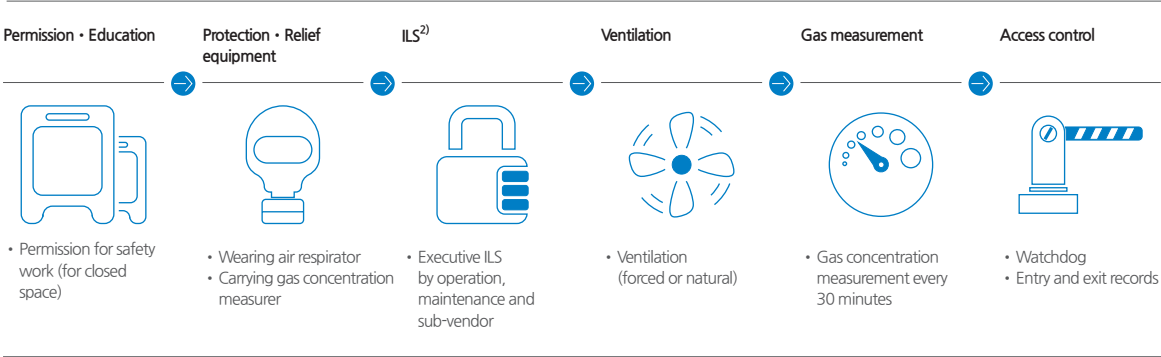 Permission · Education
Protection · Relief
equipment
ILS2)
Ventilation
Gas measurement
Access control
• Permission for safety
work (for closed
space)
• Wearing air respirator
• Carrying gas concentration
measurer
• Executive ILS
by operation,
maintenance and
sub-vendor
• Ventilation
(forced or natural)
• Gas concentration
measurement every
30 minutes
• Watchdog
• Entry and exit records